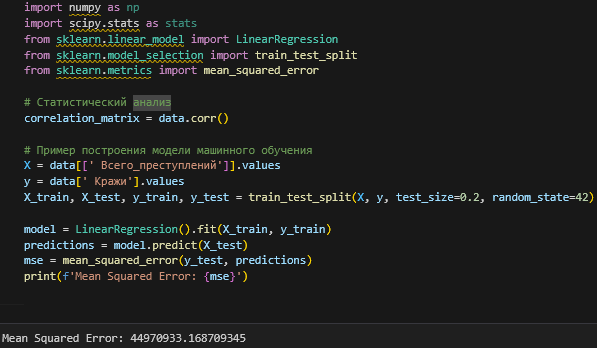 import numpy as np
import scipy.stats as stats
from sklearn.linear_model import LinearRegression
from sklearn.model_selection import train_test_split
from sklearn.metrics import mean_squared_error
# Статистический анализ
correlation_matrix = data.corr()
# Пример построения модели машинного обучения
X = data[[' Всего_преступлений']].values
y = data[' Кражи'].values
X_train, X_test, y_train, y_test = train_test_split(X, y, test_size=0.2, random_state=42)
model = LinearRegression().fit(X_train, y_train)
predictions = model.predict(X_test)
mse = mean_squared_error(y_test, predictions)
print(f'Mean Squared Error: {mse}')
Mean Squared Error: 44970933.168709345